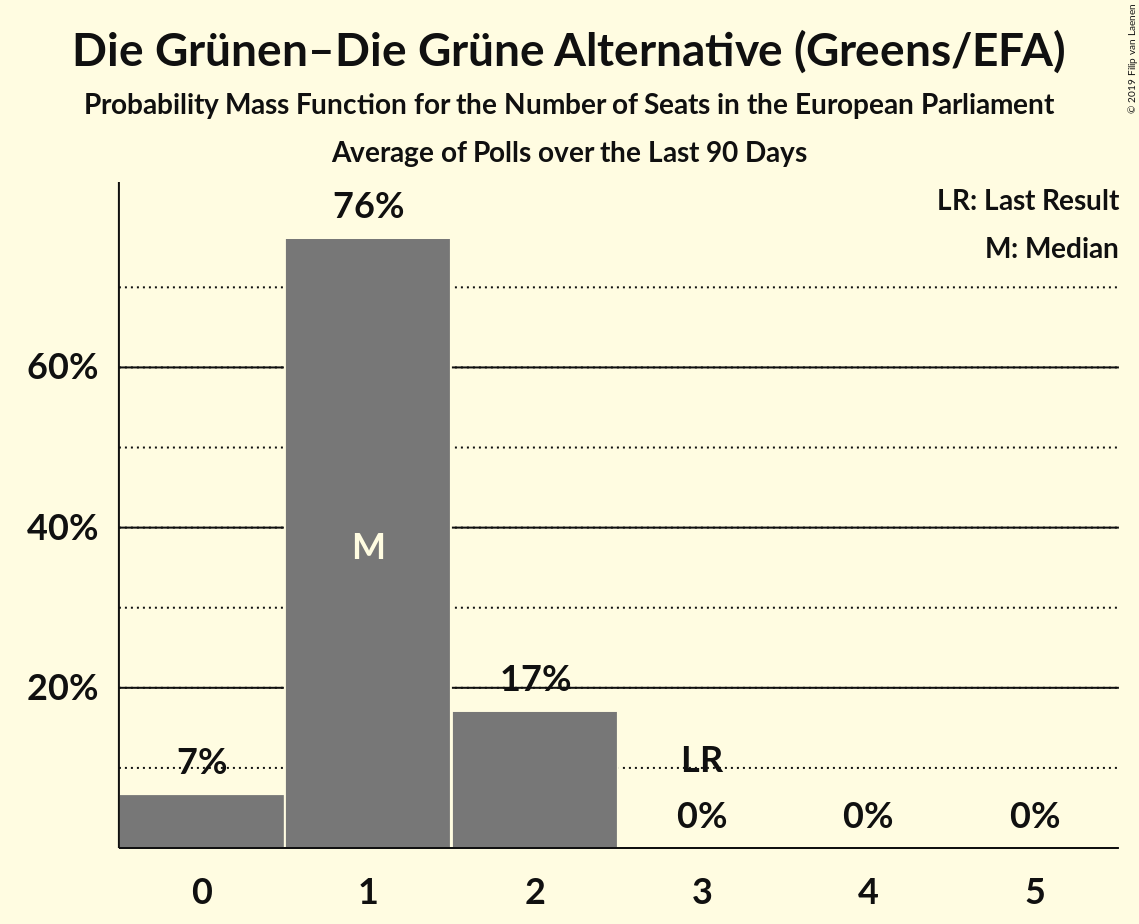 Die Grünen–Die Grüne Alternative (Greens/EFA)
Probability Mass Function for the Number of Seats in the European Parliament
Average of Polls over the Last 90 Days
© 2019 Filip van Laenen
LR: Last Result
M: Median
76%
60%
40%
M
20%
17%
7%
LR
0%
0%
0%
0
1
2
3
4
5